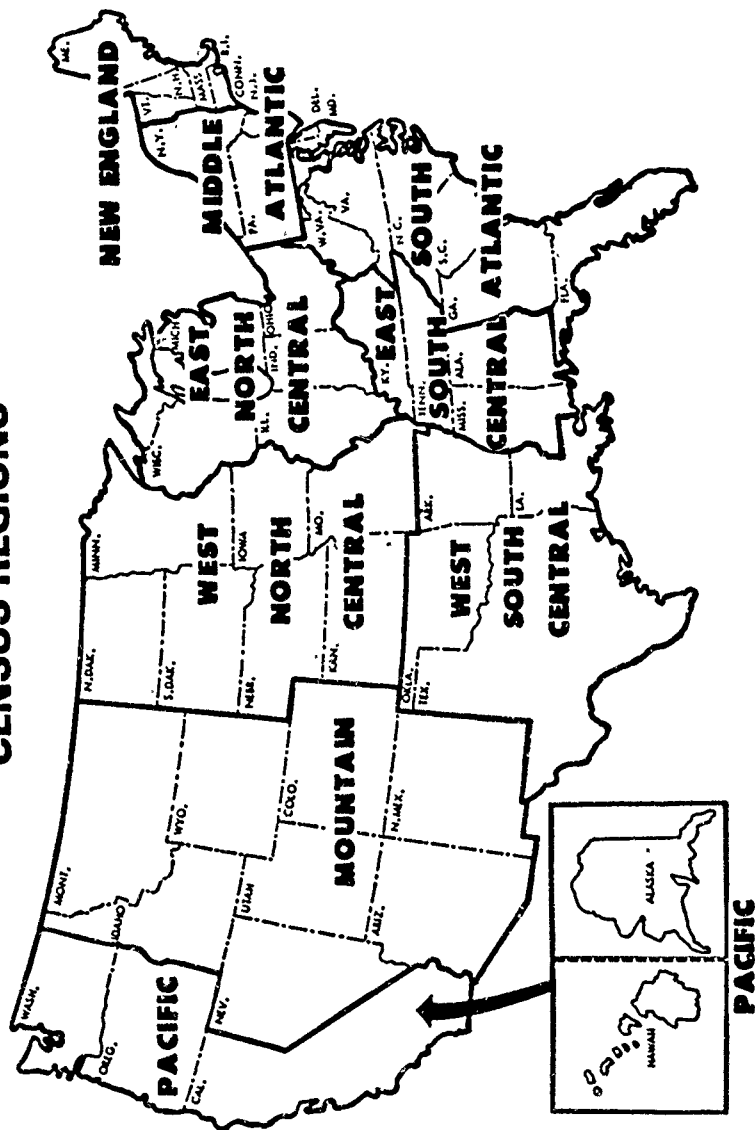 CENSUS REGIONS
NEW ENGLAND
ME.
VT.
N.H.
MASS.
R.I.
CONN.
MIDDLE
ATLANTIC
N.Y.
N.J.
PA.
SOUTH
ATLANTIC
DEL.
MD.
W.VA.
VA.
N.C.
S.C.
GA.
FLA.
EAST
NORTH
CENTRAL
MICH.
WISC.
ILL.
IND.
OHIO
EAST
SOUTH
CENTRAL
KY.
TENN.
MISS.
ALA.
WEST
NORTH
CENTRAL
MINN.
N.DAK.
S.DAK.
IOWA
NEBR.
MO.
KAN.
WEST
SOUTH
CENTRAL
ARK.
LA.
OKLA.
TEX.
MOUNTAIN
MONT.
IDAHO
WYO.
COLO.
UTAH
NEV.
ARIZ.
N.MEX.
PACIFIC
WASH.
OREG.
CAL.
ALASKA
HAWAII
PACIFIC